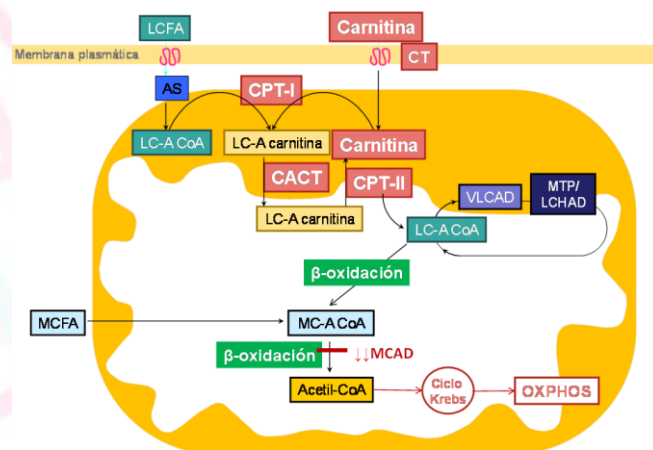 LCFA
Carnitina
Membrana plasmática
CT
AS
CPT-I
LC-A CoA
LC-A carnitina
Carnitina
CACT
CPT-II
LC-A carnitina
LC-A CoA
VLCAD
MTP/
LCHAD
β-oxidación
MCFA
MC-A CoA
β-oxidación
↓↓MCAD
Acetil-CoA
Ciclo
Krebs
OXPHOS